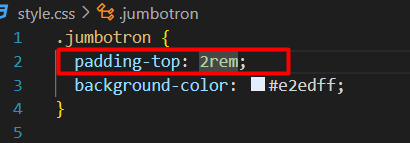 style.css > .jumbotron
1 .jumbotron {
2 padding-top: 2rem;
3 background-color: #e2edff;
4 }
5